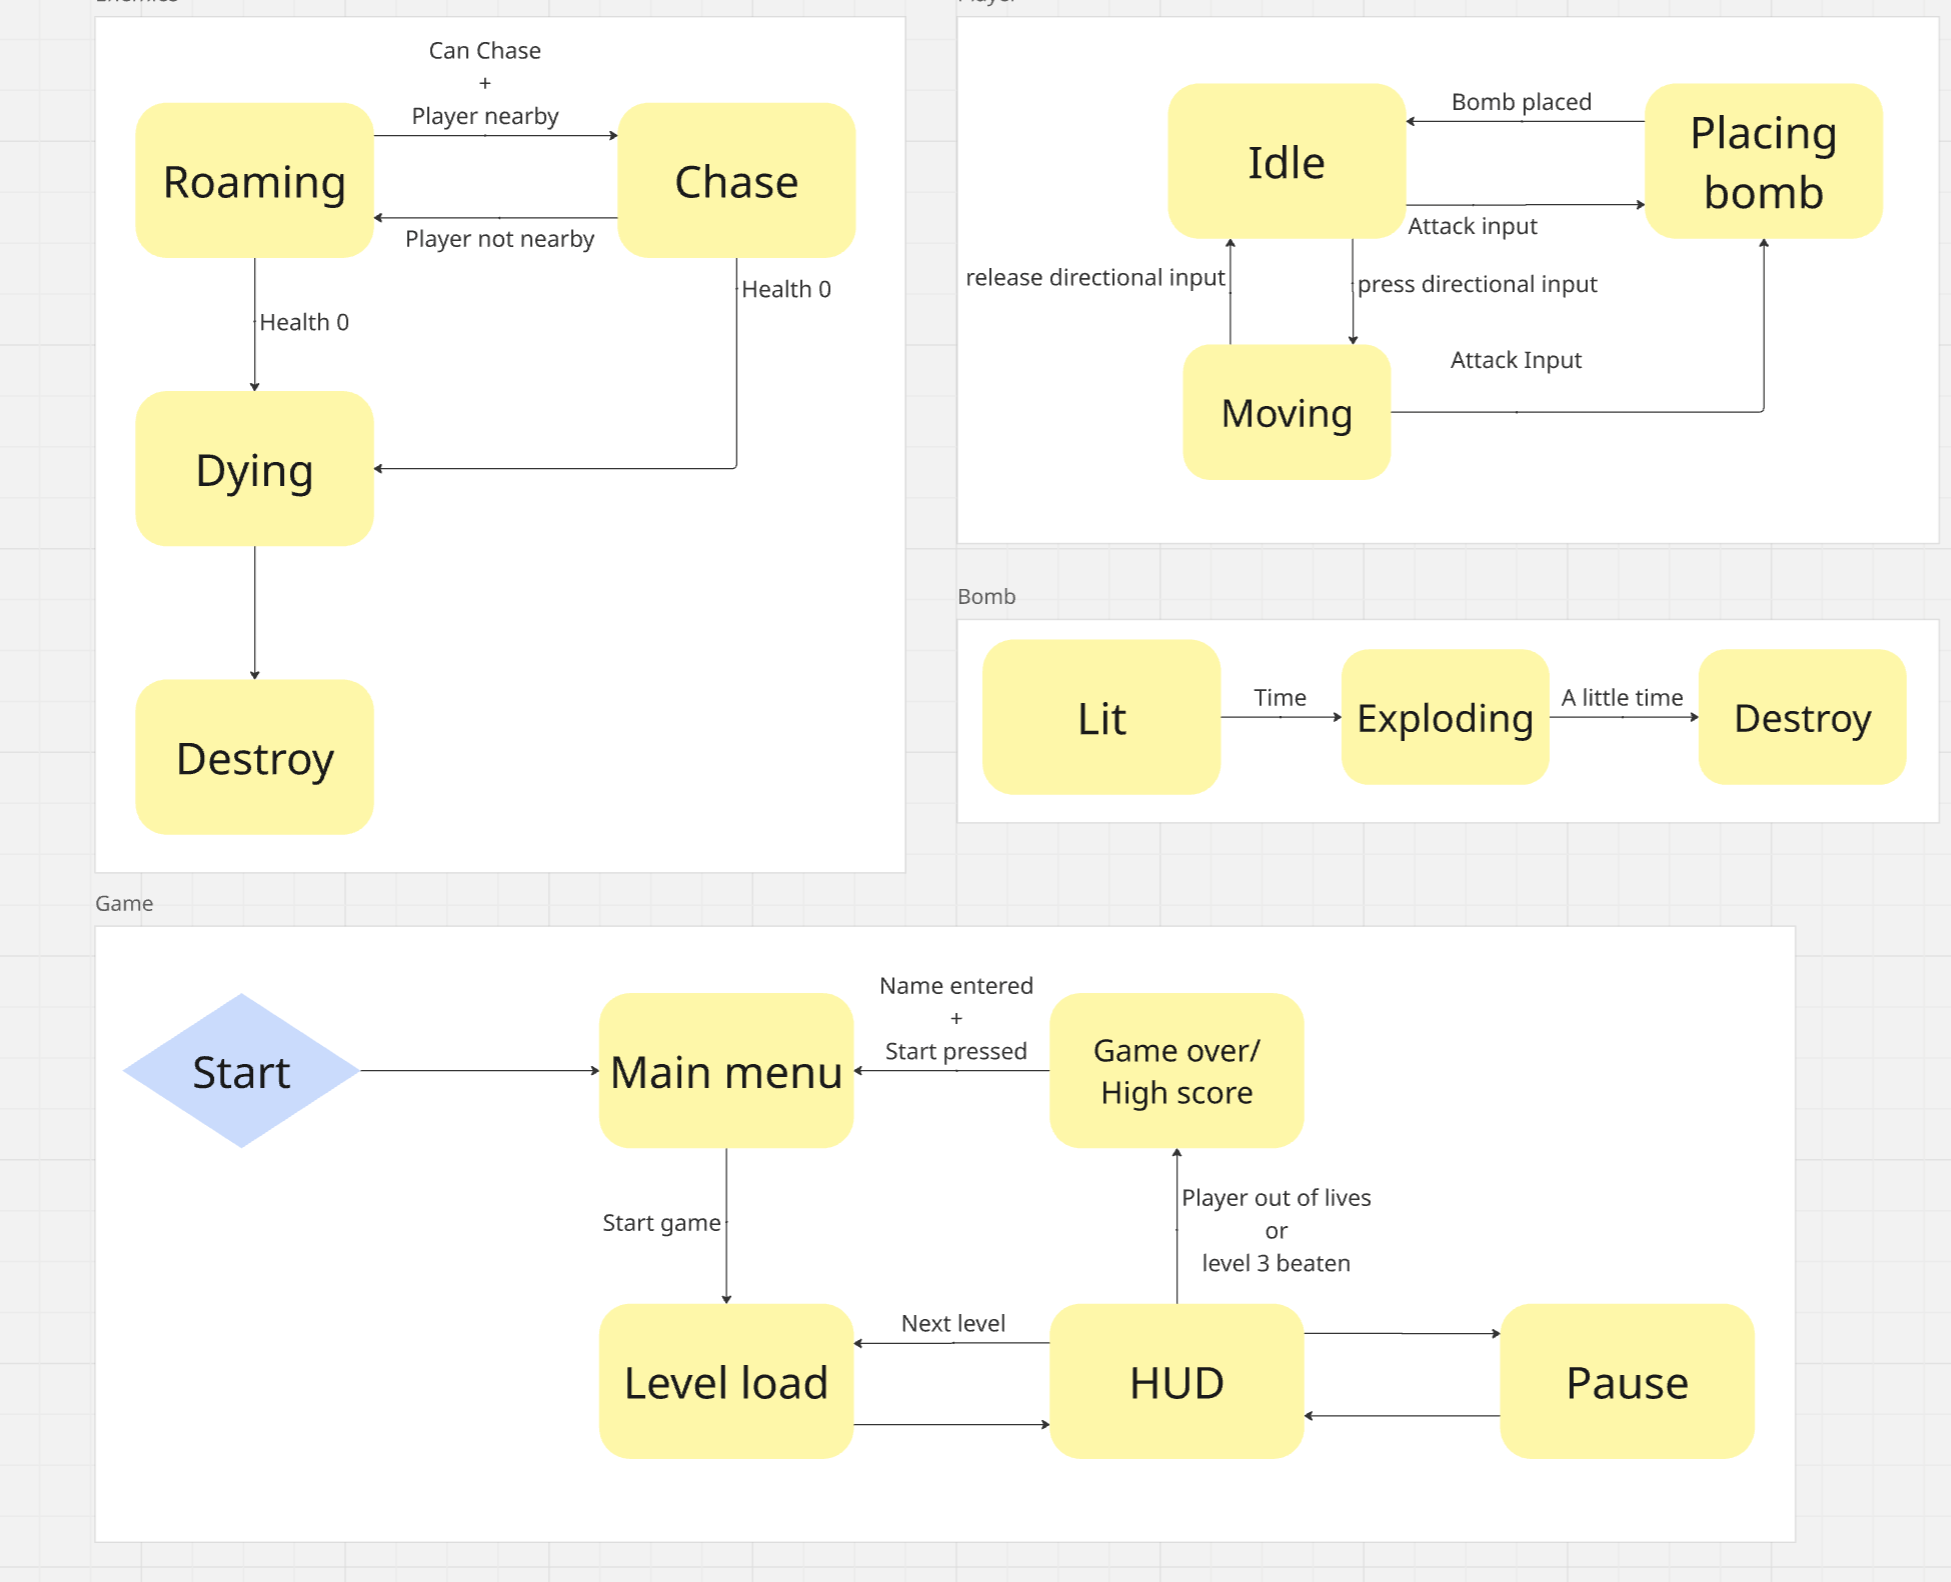 Enemies
Can Chase
+
Player nearby
Roaming
Chase
Player not nearby
Health 0
Health 0
Dying
Destroy
Player
Idle
Bomb placed
Placing
bomb
Attack input
release directional input
press directional input
Attack Input
Moving
Bomb
Lit
Time
Exploding
A little time
Destroy
Game
Start
Main menu
Name entered
+
Start pressed
Game over/
High score
Start game
Player out of lives
or
level 3 beaten
Level load
Next level
HUD
Pause